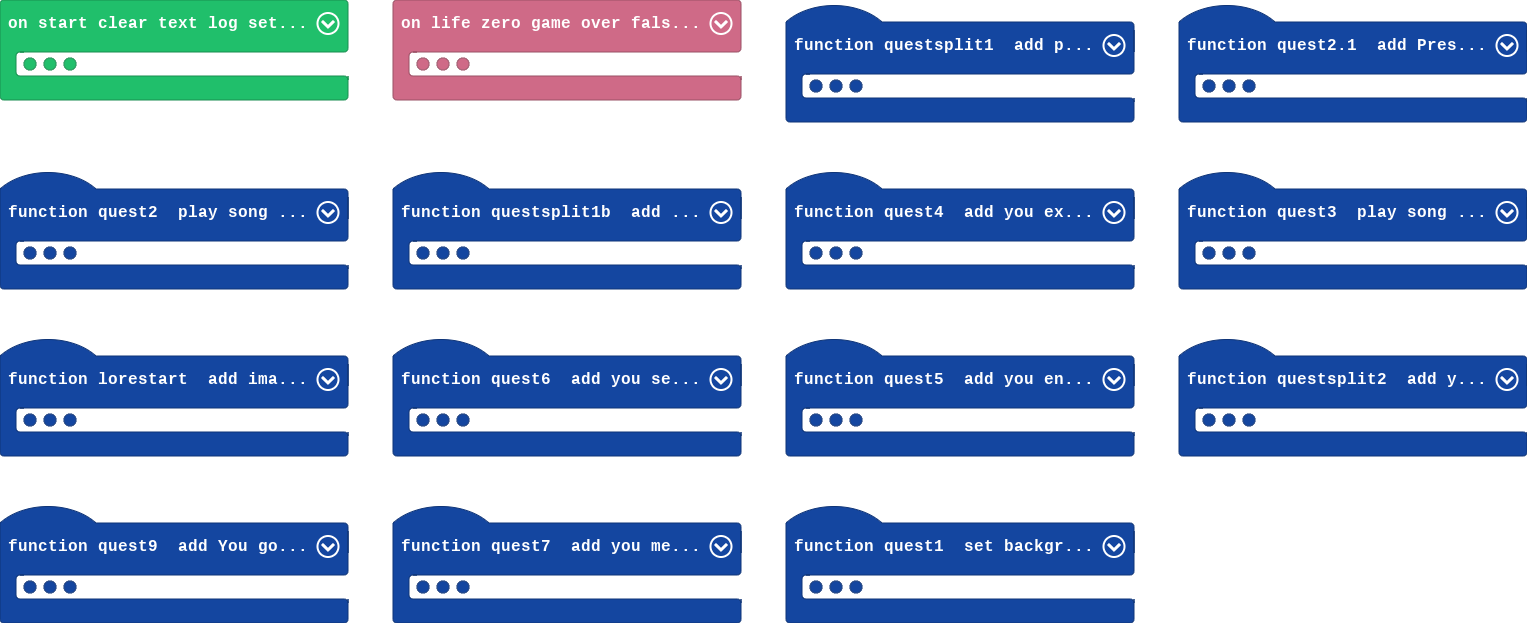 on start clear text log set...
on life zero game over fals...
function questsplit1  add p...
function quest2.1  add Pres...
function quest2  play song ...
function questsplit1b  add ...
function quest4  add you ex...
function quest3  play song ...
function lorestart  add ima...
function quest6  add you se...
function quest5  add you en...
function questsplit2  add y...
function quest9  add You go...
function quest7  add you me...
function quest1  set backgr...